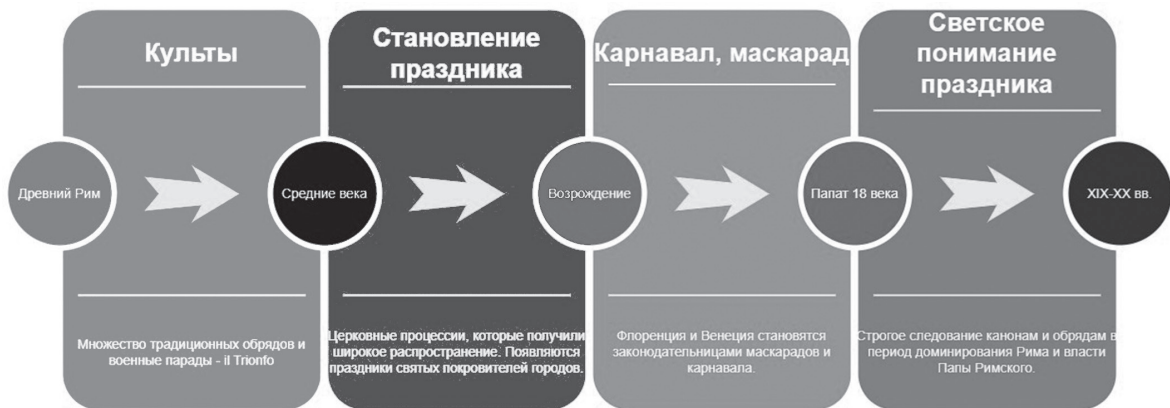 Культы
Становление
праздника
Карнавал, маскарад
Светское
понимание
праздника
Древний Рим
Средние века
Возрождение
Папат 18 века
XIX-XX вв.
Множество традиционных обрядов и
военные парады - il Trionfo
Церковные процессии, которые получили
широкое распространение. Появляются
праздники святых покровителей городов.
Флоренция и Венеция становятся
законодательницами маскарадов и
карнавала.
Строгое следование канонам и обрядам в
период доминирования Рима и власти
Папы Римского.